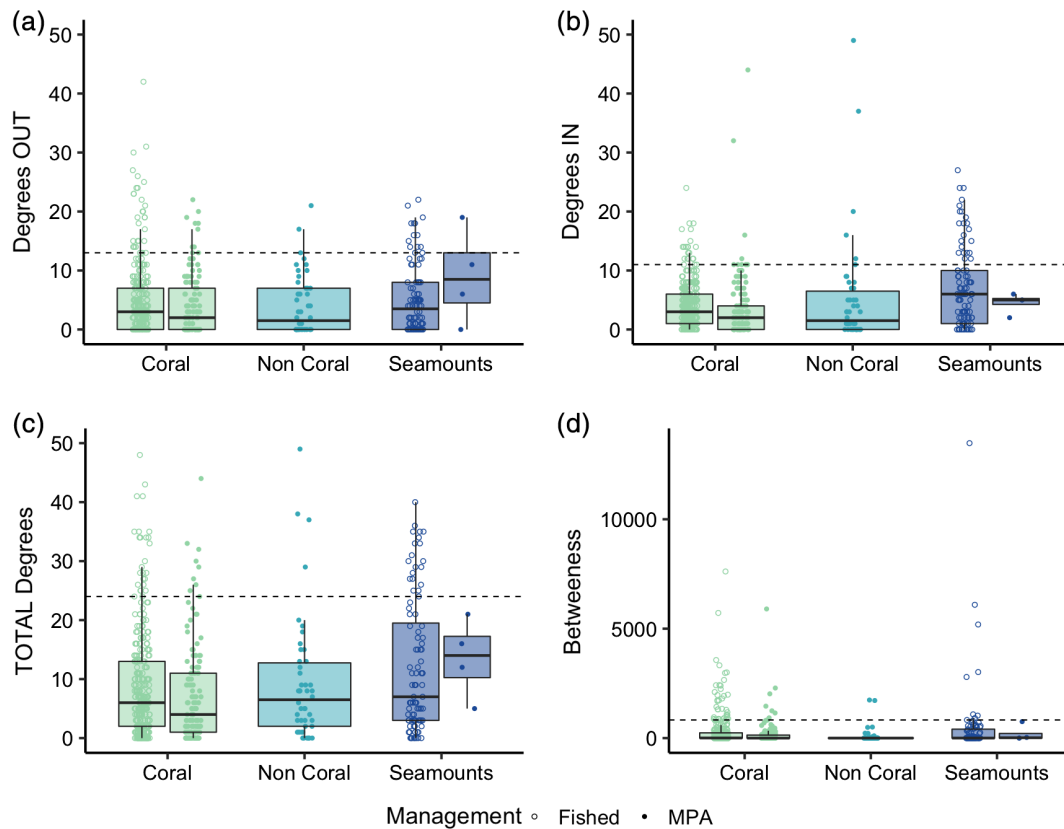 (a)
50
40
30
20
10
0
Degrees OUT
Coral Non Coral Seamounts
(b)
50
40
30
20
10
0
Degrees IN
Coral Non Coral Seamounts
(c)
50
40
30
20
10
0
TOTAL Degrees
Coral Non Coral Seamounts
(d)
10000
5000
0
Betweeness
Coral Non Coral Seamounts
Management Fished MPA